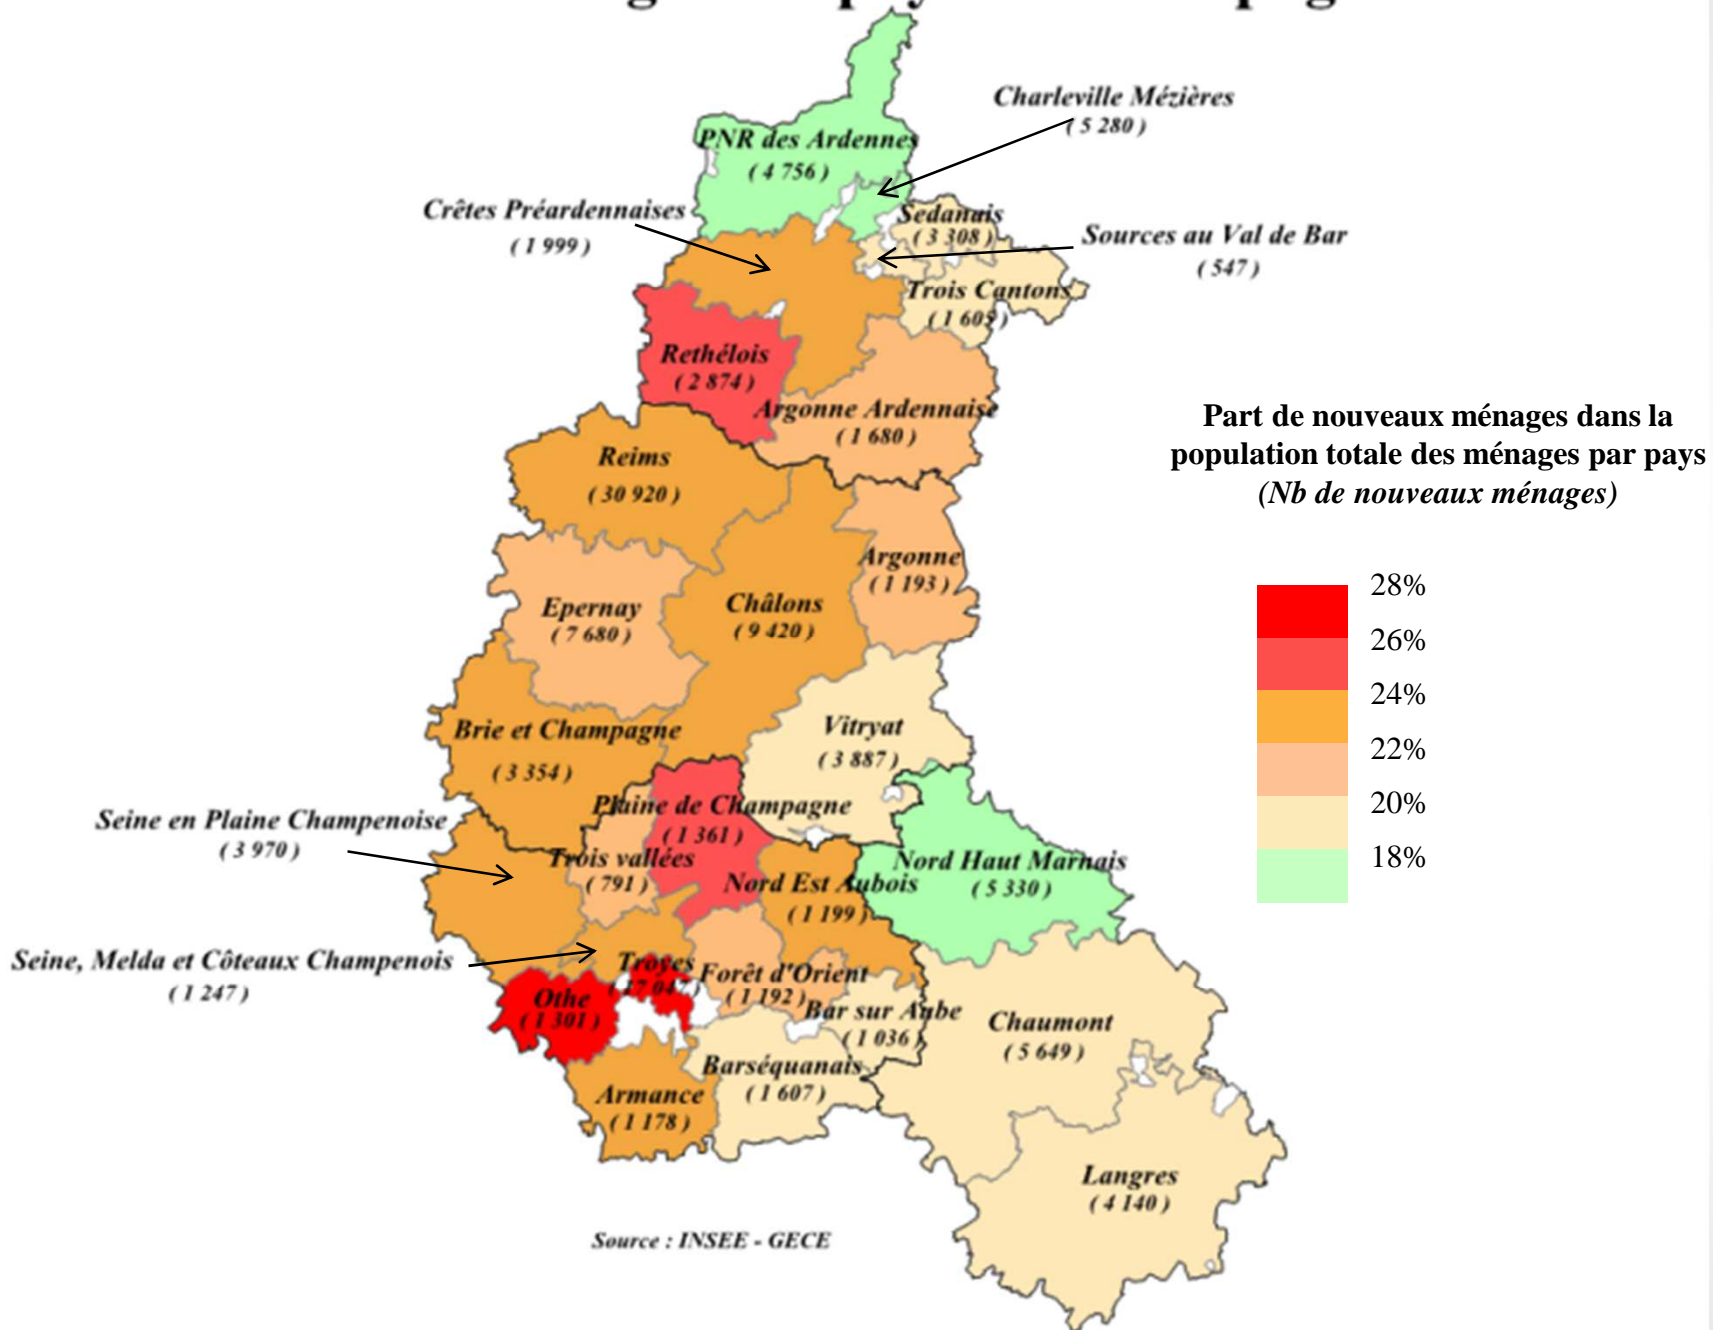 Charleville Mézières
( 5 280 )
PNR des Ardennes
( 4 756 )
Crêtes Préardennaises
( 1 999 )
Sedanais
( 3 308 )
Sources au Val de Bar
( 547 )
Trois Cantons
( 1 605 )
Rethélois
( 2 874 )
Argonne Ardennaise
( 1 680 )
Part de nouveaux ménages dans la
population totale des ménages par pays
(Nb de nouveaux ménages)
Reims
( 30 920 )
Argonne
( 1 193 )
Epernay
( 7 680 )
Châlons
( 9 420 )
28%
26%
24%
22%
20%
18%
Brie et Champagne
( 3 354 )
Vitryat
( 3 887 )
Seine en Plaine Champenoise
( 3 970 )
Plaine de Champagne
( 1 361 )
Trois vallées
( 791 )
Nord Est Aubois
( 1 199 )
Nord Haut Marnais
( 5 330 )
Seine, Melda et Côteaux Champenois
( 1 247 )
Troyes
( 17 047 )
Forêt d'Orient
( 1 192 )
Othe
( 1 301 )
Bar sur Aube
( 1 036 )
Chaumont
( 5 649 )
Barséquanais
( 1 607 )
Armance
( 1 178 )
Langres
( 4 140 )
Source : INSEE - GECE